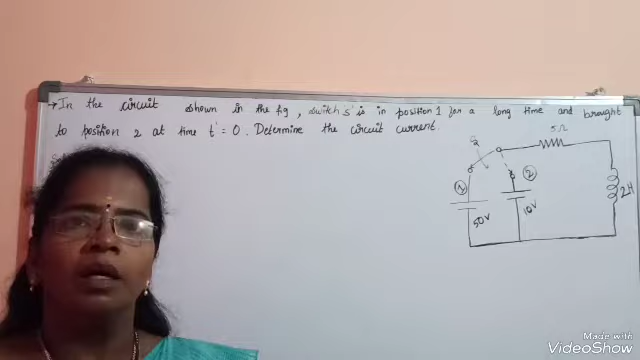 → In the circuit shown in the fig, switch 's' is in position 1 for a long time and brought
to position 2 at time t = 0. Determine the circuit current.
S
5Ω
① ②
2H
50V 10V
Made with
VideoShow